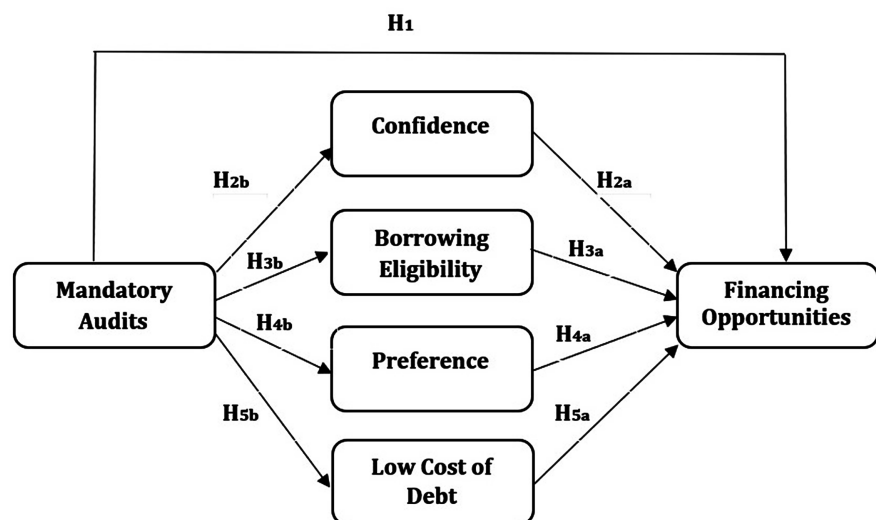 H1
Confidence
H2b
H2a
Borrowing
Eligibility
H3b
H3a
Mandatory
Audits
Financing
Opportunities
H4b
H4a
Preference
H5b
H5a
Low Cost of
Debt